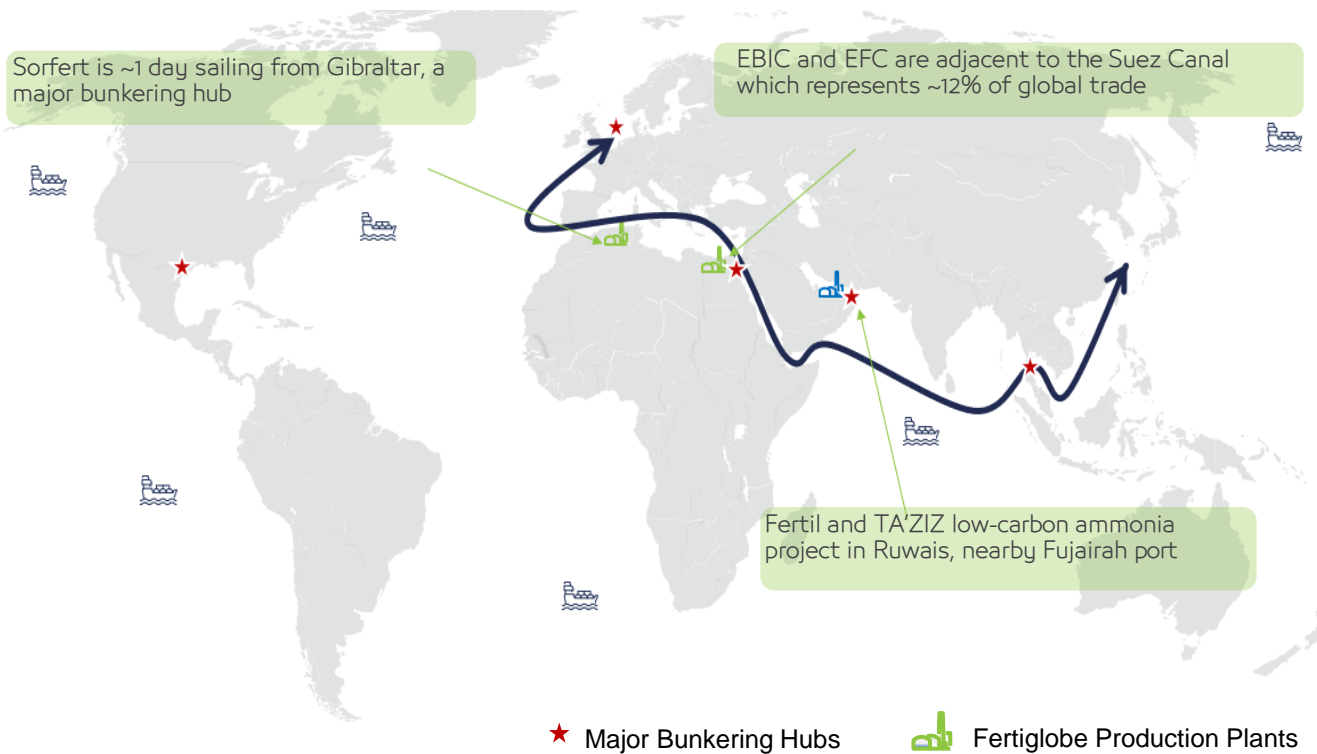 Sorfert is ~1 day sailing from Gibraltar, a
major bunkering hub
EBIC and EFC are adjacent to the Suez Canal
which represents ~12% of global trade
Fertil and TA'ZIZ low-carbon ammonia
project in Ruwais, nearby Fujairah port
Major Bunkering Hubs
Fertiglobe Production Plants